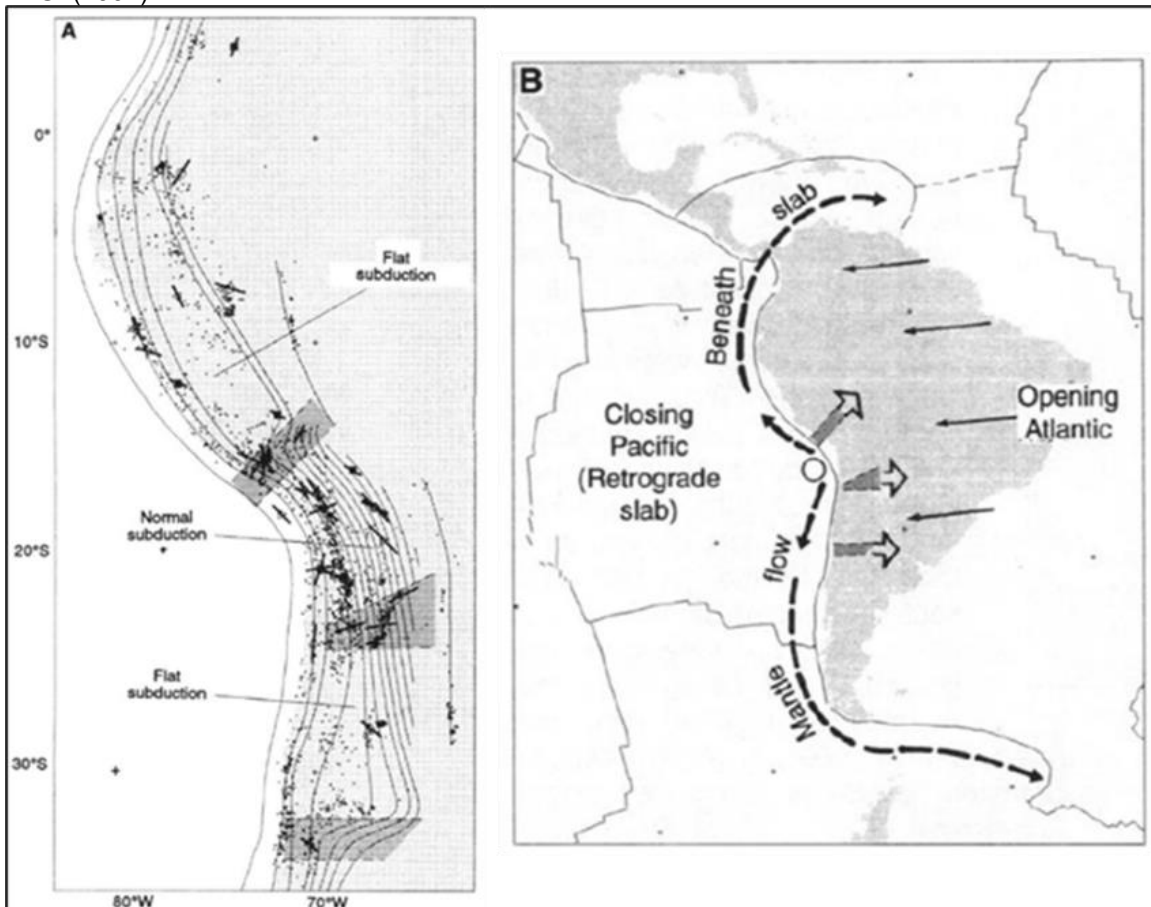 A
0°
10°S
20°S
30°S
80°W
70°W
Flat
subduction
Normal
subduction
Flat
subduction
B
Beneath
slab
Closing
Pacific
(Retrograde
slab)
Opening
Atlantic
flow
Mantle